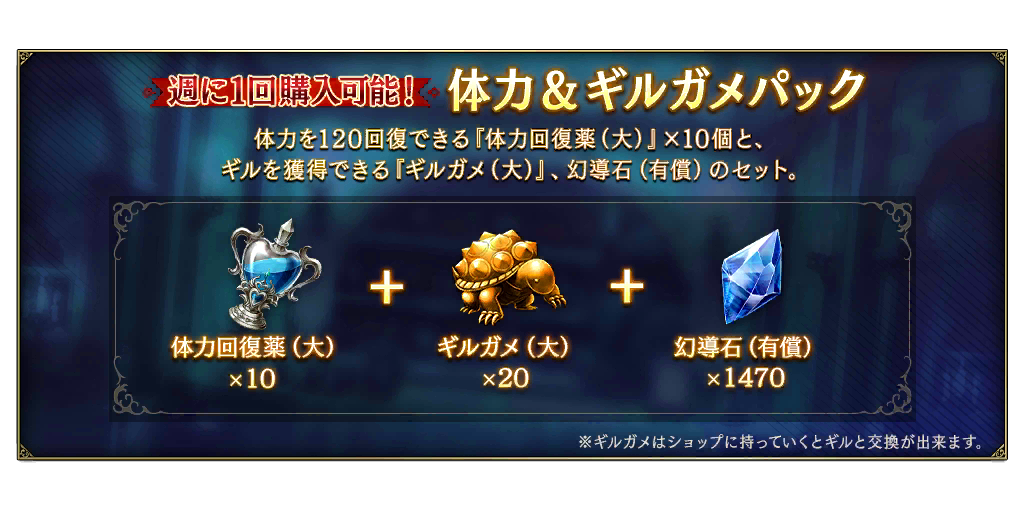 週に1回購入可能！ 体力＆ギルガメパック
体力を120回復できる『体力回復薬（大）』×10個と、
ギルを獲得できる『ギルガメ（大）』、幻導石（有償）のセット。
＋ ＋
体力回復薬（大） ギルガメ（大） 幻導石（有償）
×10 ×20 ×1470
※ギルガメはショップに持っていくとギルと交換が出来ます。